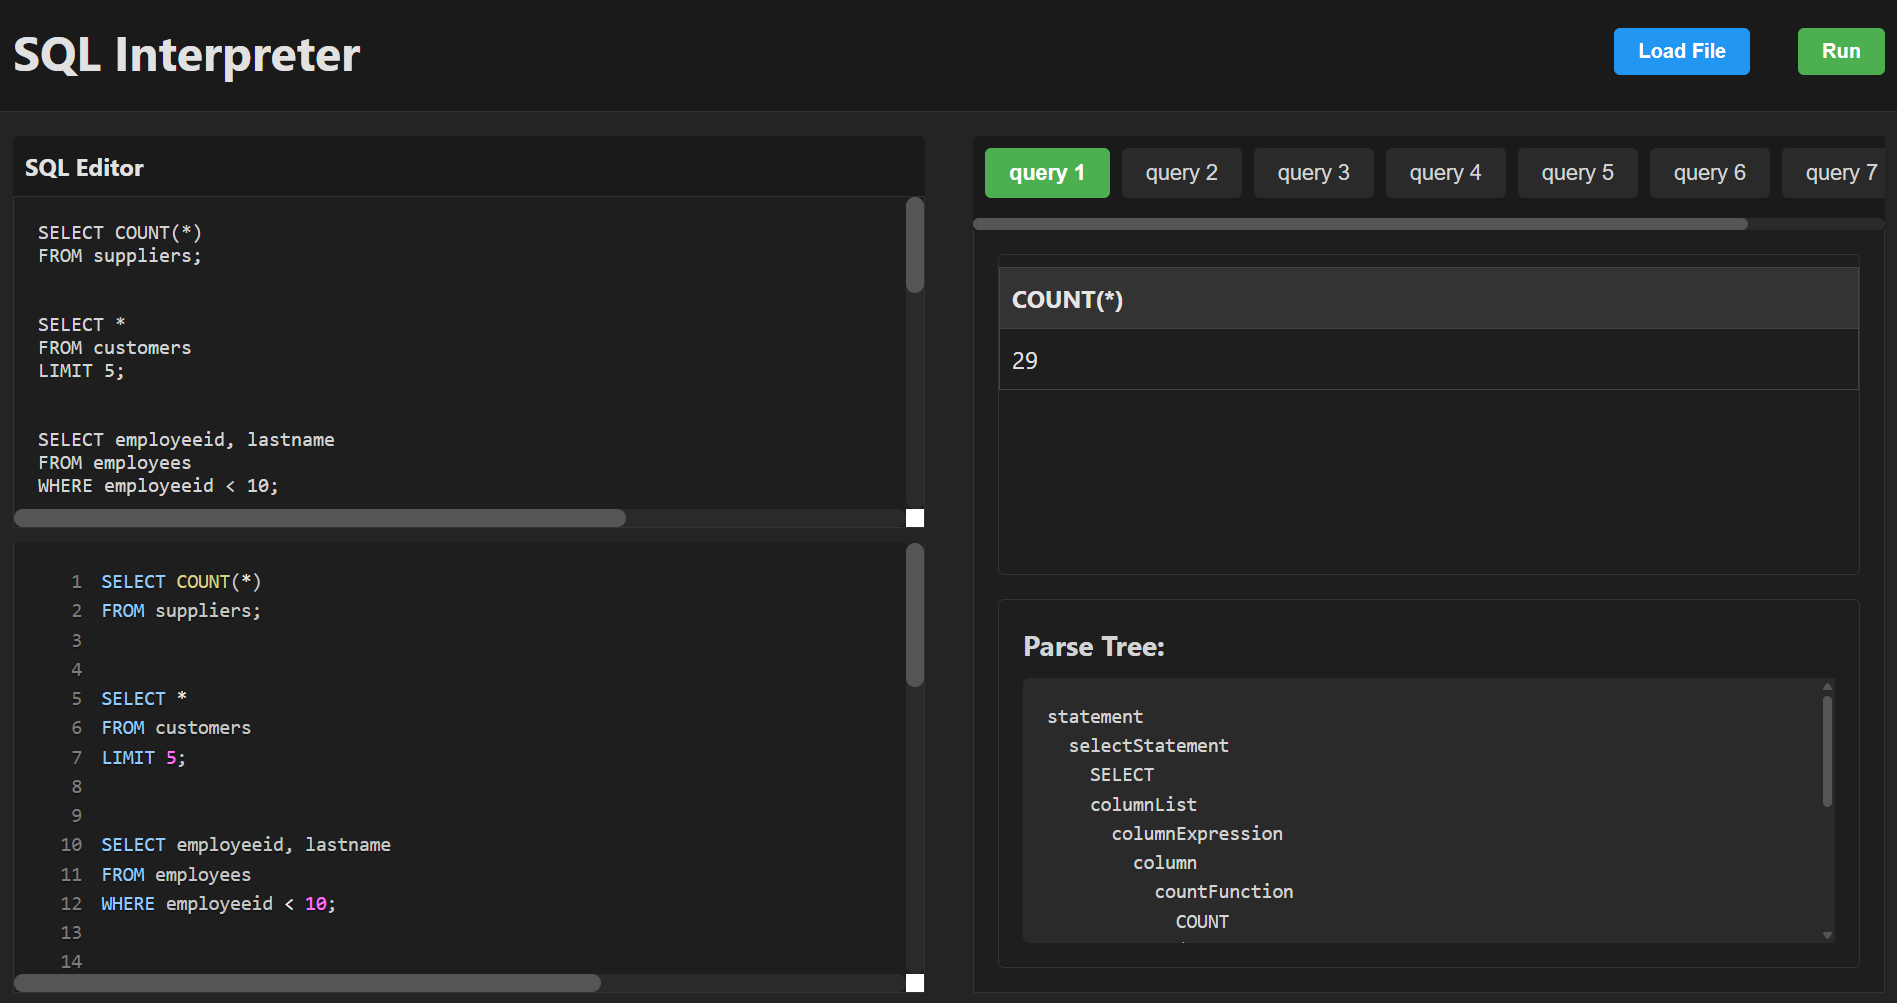 SQL Interpreter
Load File
Run
SQL Editor
SELECT COUNT(*)
FROM suppliers;
SELECT *
FROM customers
LIMIT 5;
SELECT employeeid, lastname
FROM employees
WHERE employeeid < 10;
1 SELECT COUNT(*)
2 FROM suppliers;
3
4
5 SELECT *
6 FROM customers
7 LIMIT 5;
8
9
10 SELECT employeeid, lastname
11 FROM employees
12 WHERE employeeid < 10;
13
14
query 1 query 2 query 3 query 4 query 5 query 6 query 7
COUNT(*)
29
Parse Tree:
statement
selectStatement
SELECT
columnList
columnExpression
column
countFunction
COUNT